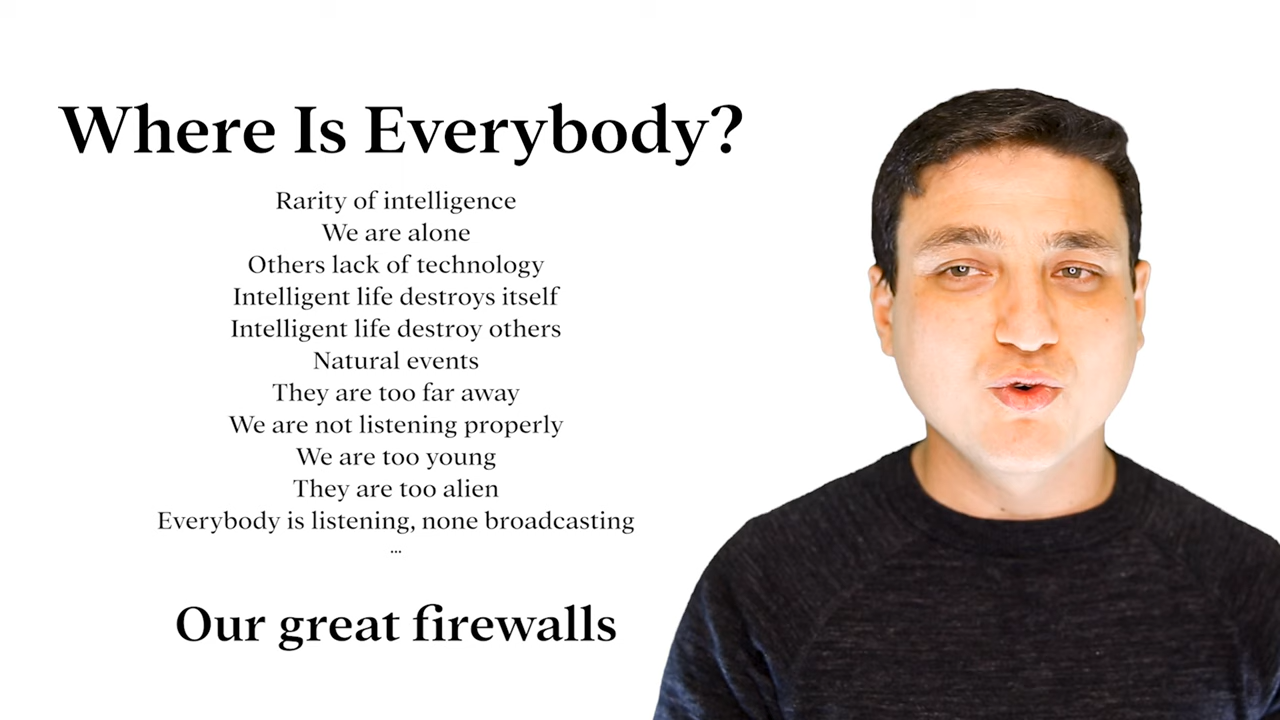 Where Is Everybody?
Rarity of intelligence
We are alone
Others lack of technology
Intelligent life destroys itself
Intelligent life destroy others
Natural events
They are too far away
We are not listening properly
We are too young
They are too alien
Everybody is listening, none broadcasting
...
Our great firewalls